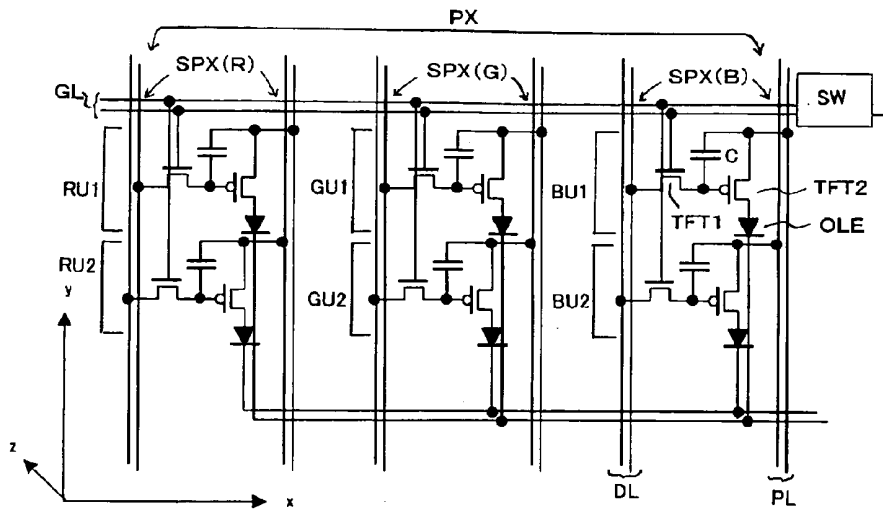 PX
SPX(R)
SPX(G)
SPX(B)
GL
SW
C
RU1
GU1
BU1
TFT1
TFT2
OLE
RU2
GU2
BU2
y
z
x
DL
PL